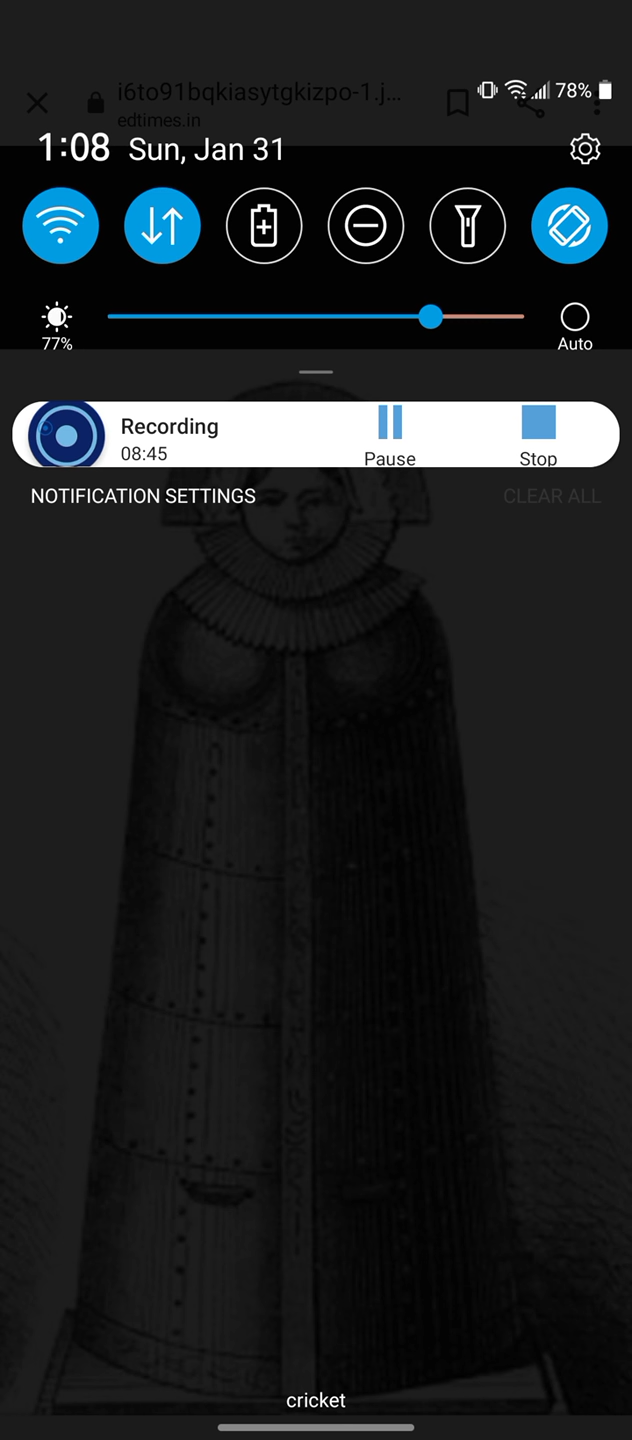 i6to91bqkiasytgkizpo-1.j...
edtimes.in
78%
1:08 Sun, Jan 31
77%
Auto
Recording
08:45
Pause
Stop
NOTIFICATION SETTINGS
CLEAR ALL
cricket